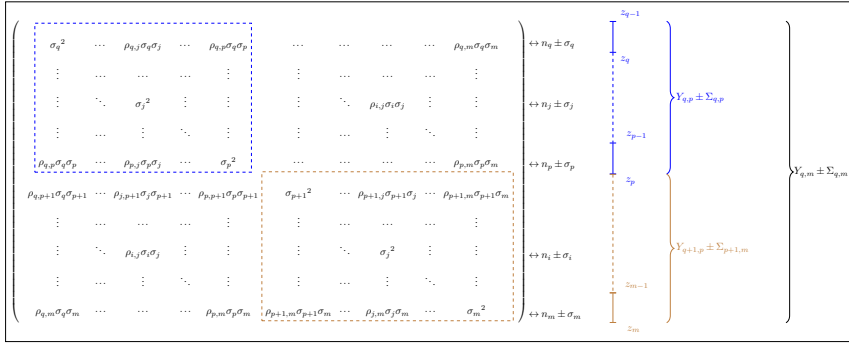 z_{q−1}
σ_q² ⋯ ρ_{q,j}σ_qσ_j ⋯ ρ_{q,p}σ_qσ_p ⋯ ⋯ ⋯ ⋯ ρ_{q,m}σ_qσ_m ↔ n_q ± σ_q
z_q
⋮ ⋯ ⋯ ⋯ ⋮ ⋮ ⋯ ⋯ ⋯ ⋮
⋮ ⋱ σ_j² ⋮ ⋮ ⋮ ⋱ ρ_{i,j}σ_iσ_j ⋮ ⋮ ↔ n_j ± σ_j
Y_{q,p} ± Σ_{q,p}
⋮ ⋯ ⋮ ⋱ ⋮ ⋮ ⋯ ⋮ ⋱ ⋮
z_{p−1}
ρ_{q,p}σ_qσ_p ⋯ ρ_{p,j}σ_pσ_j ⋯ σ_p² ⋯ ⋯ ⋯ ⋯ ρ_{p,m}σ_pσ_m ↔ n_p ± σ_p
Y_{q,m} ± Σ_{q,m}
z_p
ρ_{q,p+1}σ_qσ_{p+1} ⋯ ρ_{j,p+1}σ_jσ_{p+1} ⋯ ρ_{p,p+1}σ_pσ_{p+1} σ_{p+1}² ⋯ ρ_{p+1,j}σ_{p+1}σ_j ⋯ ρ_{p+1,m}σ_{p+1}σ_m
⋮ ⋯ ⋯ ⋯ ⋮ ⋮ ⋯ ⋯ ⋯ ⋮
Y_{q+1,p} ± Σ_{p+1,m}
⋮ ⋱ ρ_{i,j}σ_iσ_j ⋮ ⋮ ⋮ ⋱ σ_j² ⋮ ⋮ ↔ n_i ± σ_i
⋮ ⋯ ⋮ ⋱ ⋮ ⋮ ⋯ ⋮ ⋱ ⋮
z_{m−1}
ρ_{q,m}σ_qσ_m ⋯ ⋯ ⋯ ρ_{p,m}σ_pσ_m ρ_{p+1,m}σ_{p+1}σ_m ⋯ ρ_{j,m}σ_jσ_m ⋯ σ_m² ↔ n_m ± σ_m
z_m